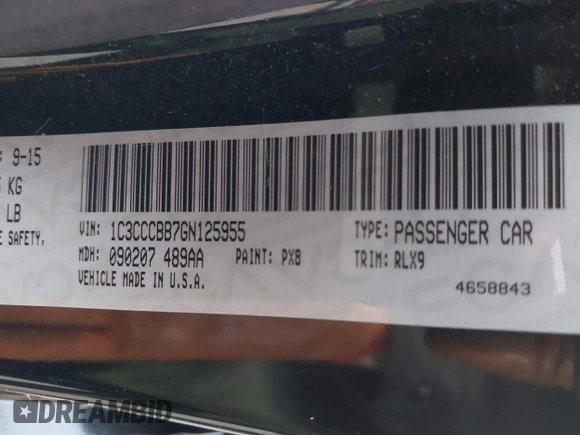 : 9-15
KG
LB
E SAFETY,
VIN: 1C3CCCBB7GN125955
TYPE: PASSENGER CAR
MDH: 090207 489AA
PAINT: PX8
TRIM: RLX9
VEHICLE MADE IN U.S.A.
4658843
DREAMBID